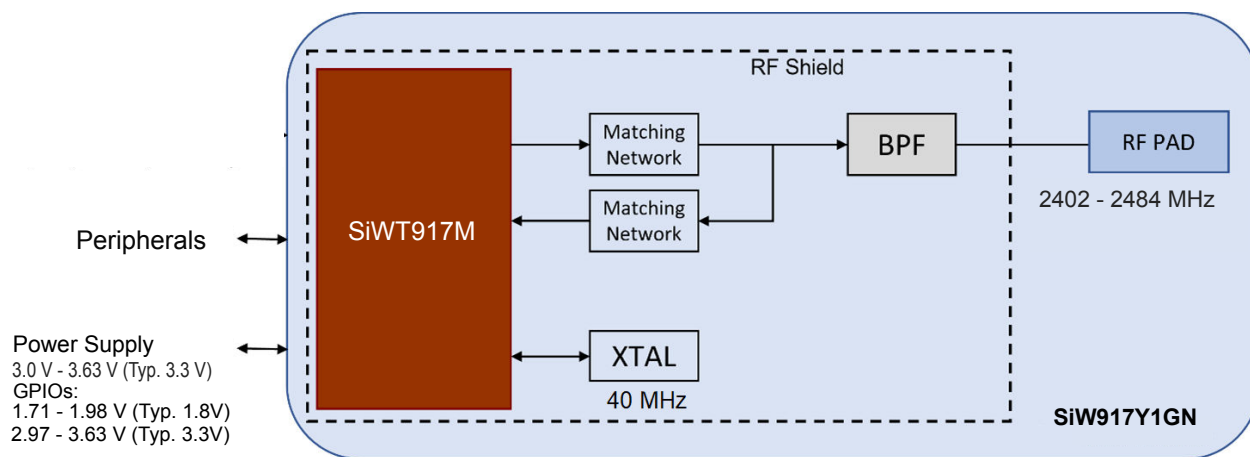 RF Shield
Matching
Network
BPF
RF PAD
2402 - 2484 MHz
Matching
Network
SiWT917M
Peripherals
Power Supply
3.0 V - 3.63 V (Typ. 3.3 V)
GPIOs:
1.71 - 1.98 V (Typ. 1.8V)
2.97 - 3.63 V (Typ. 3.3V)
XTAL
40 MHz
SiW917Y1GN